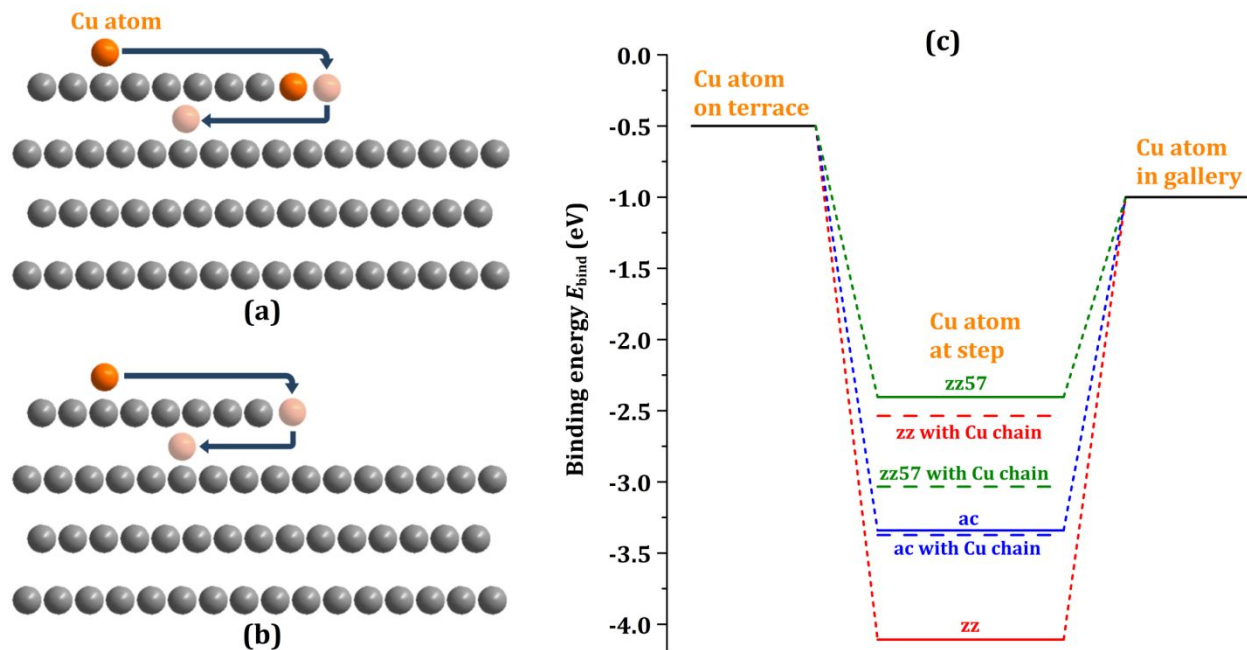 Cu atom
(a)
(b)
(c)
0.0
-0.5
-1.0
-1.5
-2.0
-2.5
-3.0
-3.5
-4.0
Binding energy E_bind (eV)
Cu atom
on terrace
Cu atom
in gallery
Cu atom
at step
zz57
zz with Cu chain
zz57 with Cu chain
ac
ac with Cu chain
zz